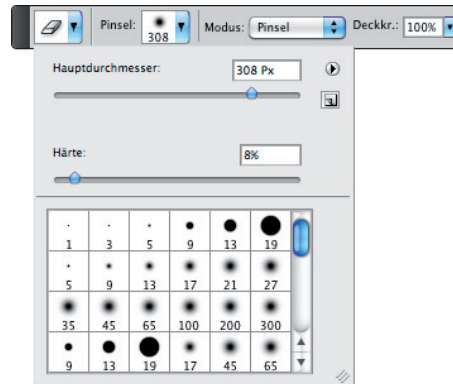 Pinsel: 308 Modus: Pinsel Deckkr.: 100%
Hauptdurchmesser: 308 Px
Härte: 8%
1 3 5 9 13 19
5 9 13 17 21 27
35 45 65 100 200 300
9 13 19 17 45 65